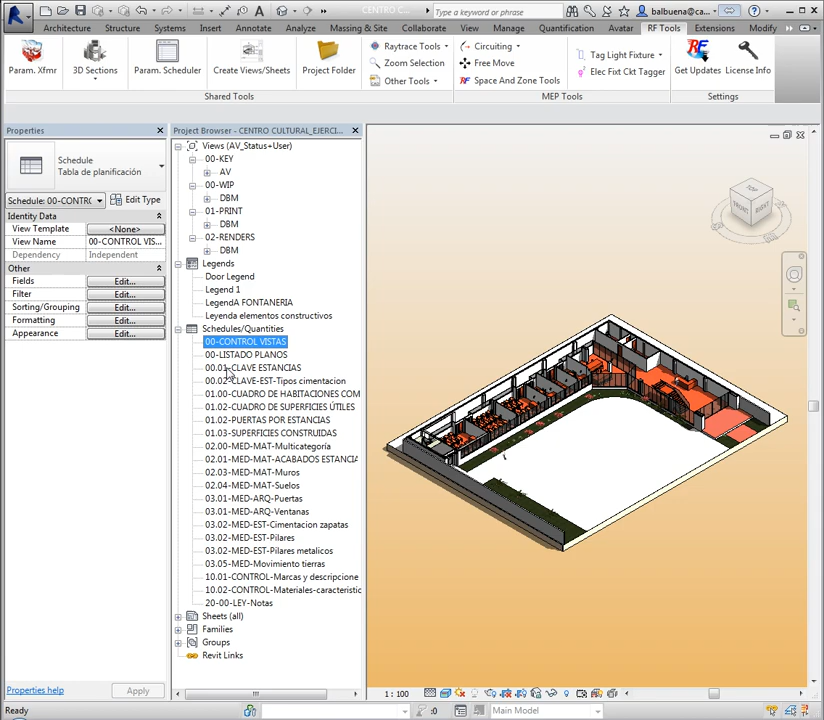 CENTRO C...
Type a keyword or phrase
balbuena@ca...
Architecture Structure Systems Insert Annotate Analyze Massing & Site Collaborate View Manage Quantification Avatar RF Tools Extensions Modify
Param. Xfmr
3D Sections
Param. Scheduler
Create Views/Sheets
Project Folder
Raytrace Tools
Zoom Selection
Other Tools
Circuiting
Free Move
Space And Zone Tools
Tag Light Fixture
Elec Fixt Ckt Tagger
Get Updates
License Info
Shared Tools
MEP Tools
Settings
Properties
Schedule
Tabla de planificación
Schedule: 00-CONTRO
Edit Type
Identity Data
View Template <None>
View Name 00-CONTROL VIS...
Dependency Independent
Other
Fields Edit...
Filter Edit...
Sorting/Grouping Edit...
Formatting Edit...
Appearance Edit...
Properties help
Apply
Project Browser - CENTRO CULTURAL_EJERCI...
Views (AV_Status+User)
00-KEY
AV
00-WIP
DBM
01-PRINT
DBM
02-RENDERS
DBM
Legends
Door Legend
Legend 1
LegendA FONTANERIA
Leyenda elementos constructivos
Schedules/Quantities
00-CONTROL VISTAS
00-LISTADO PLANOS
00.01-CLAVE ESTANCIAS
00.02-CLAVE-EST-Tipos cimentacion
01.00-CUADRO DE HABITACIONES COM
01.02-CUADRO DE SUPERFICIES ÚTILES
01.02-PUERTAS POR ESTANCIAS
01.03-SUPERFICIES CONSTRUIDAS
02.00-MED-MAT-Multicategoría
02.01-MED-MAT-ACABADOS ESTANCIA
02.03-MED-MAT-Muros
02.04-MED-MAT-Suelos
03.01-MED-ARQ-Puertas
03.01-MED-ARQ-Ventanas
03.02-MED-EST-Cimentacion zapatas
03.02-MED-EST-Pilares
03.02-MED-EST-Pilares metalicos
03.05-MED-Movimiento tierras
10.01-CONTROL-Marcas y descripcione
10.02-CONTROL-Materiales-caracteristic
20-00-LEY-Notas
Sheets (all)
Families
Groups
Revit Links
TOP
FRONT
RIGHT
1 : 100
Ready
:0
Main Model